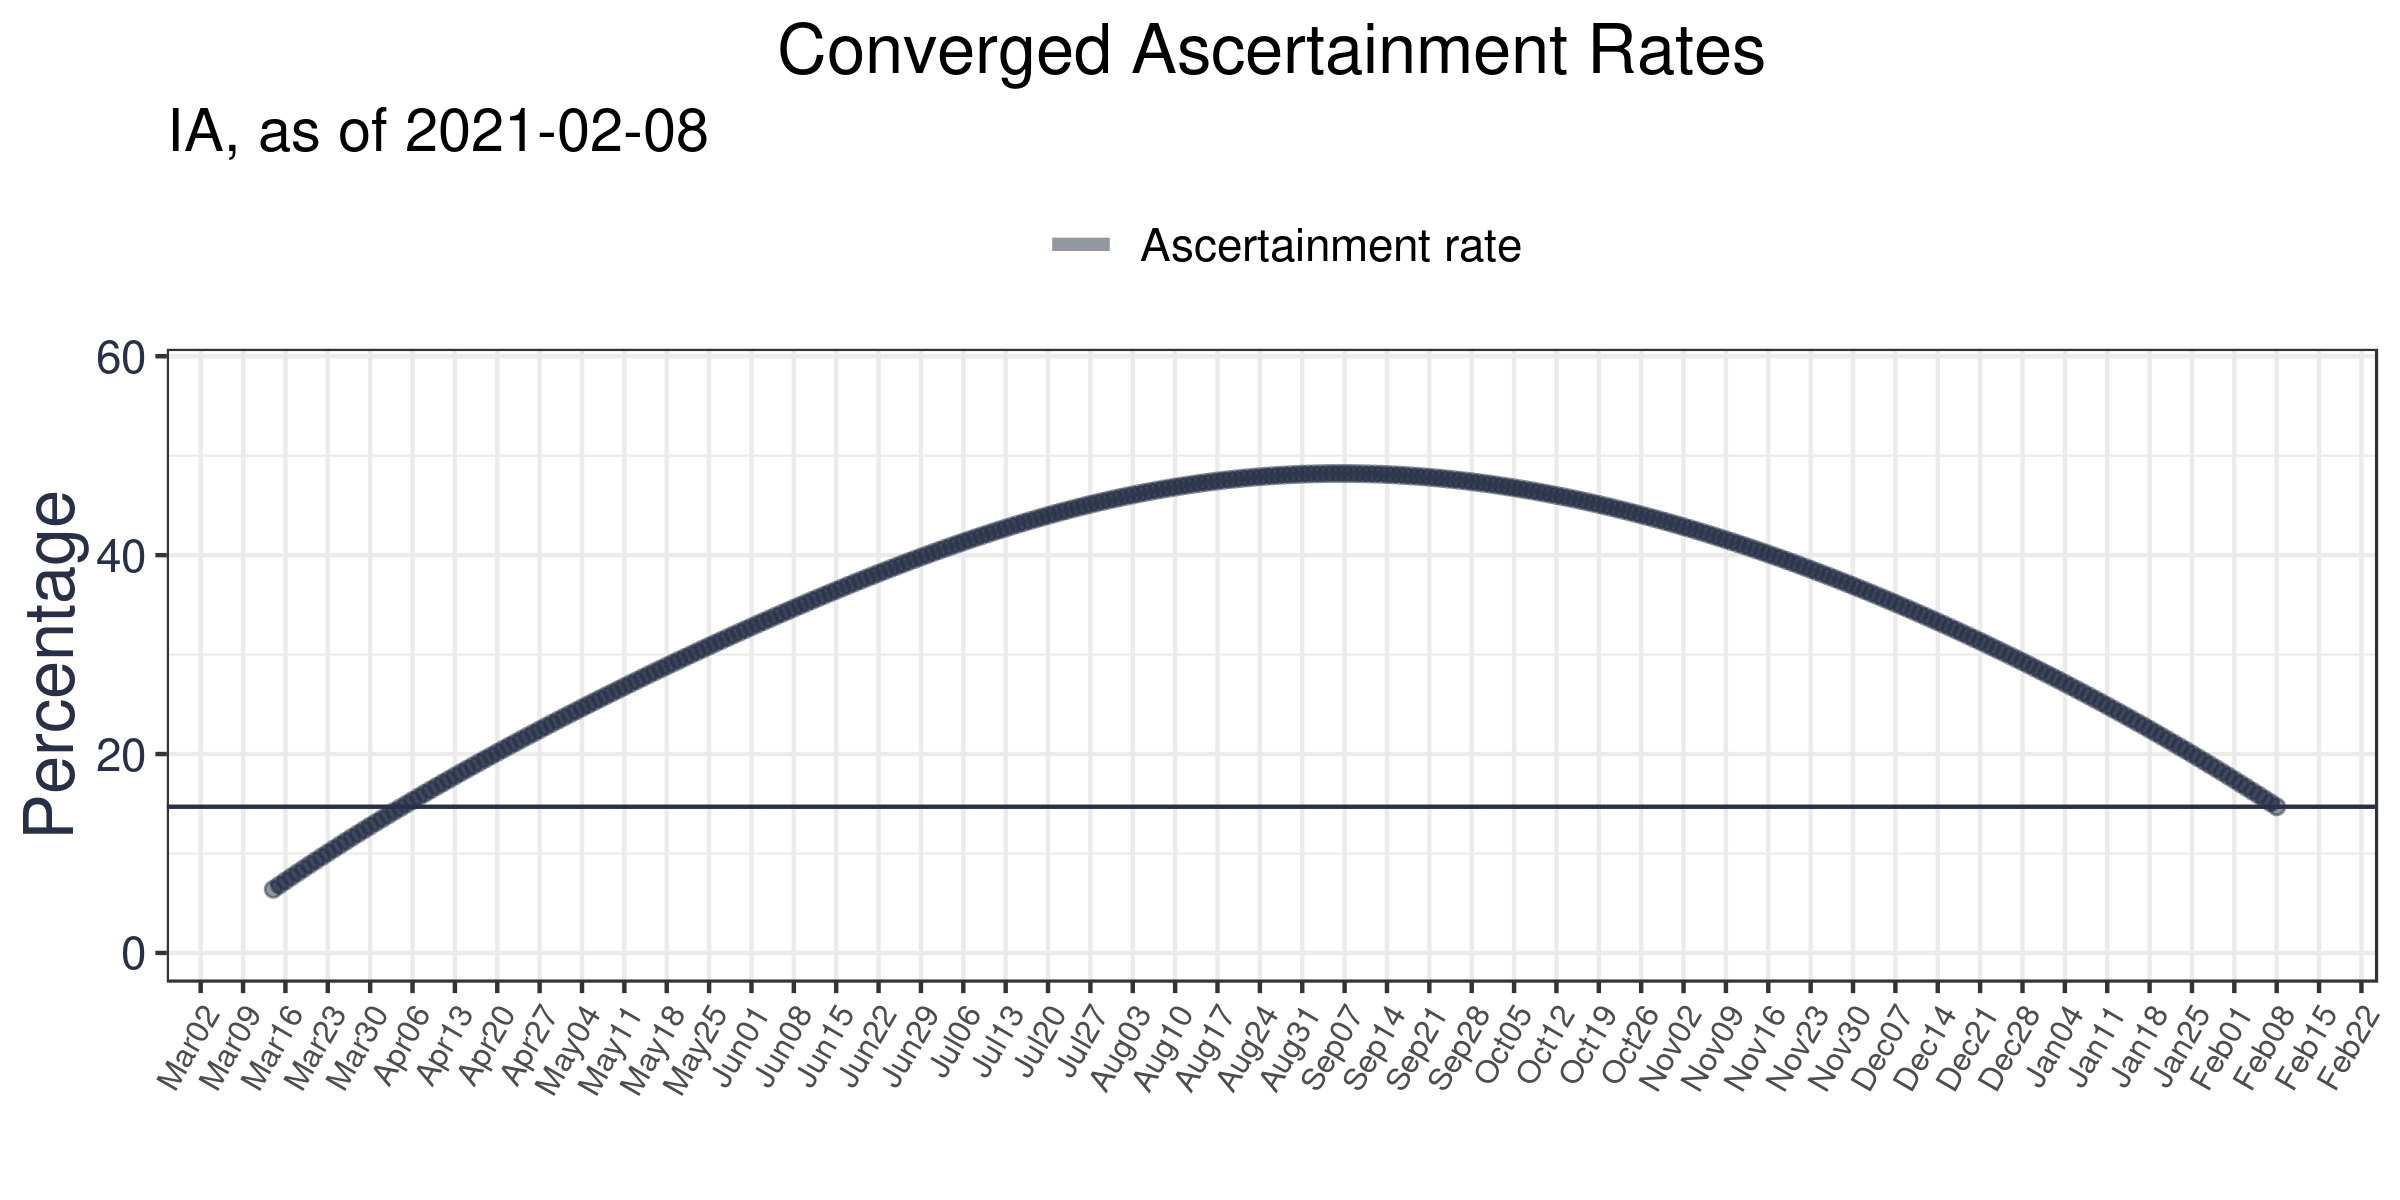 Converged Ascertainment Rates
IA, as of 2021-02-08
Ascertainment rate
Percentage
60
40
20
0
Mar02 Mar09 Mar16 Mar23 Mar30 Apr06 Apr13 Apr20 Apr27 May04 May11 May18 May25 Jun01 Jun08 Jun15 Jun22 Jun29 Jul06 Jul13 Jul20 Jul27 Aug03 Aug10 Aug17 Aug24 Aug31 Sep07 Sep14 Sep21 Sep28 Oct05 Oct12 Oct19 Oct26 Nov02 Nov09 Nov16 Nov23 Nov30 Dec07 Dec14 Dec21 Dec28 Jan04 Jan11 Jan18 Jan25 Feb01 Feb08 Feb15 Feb22